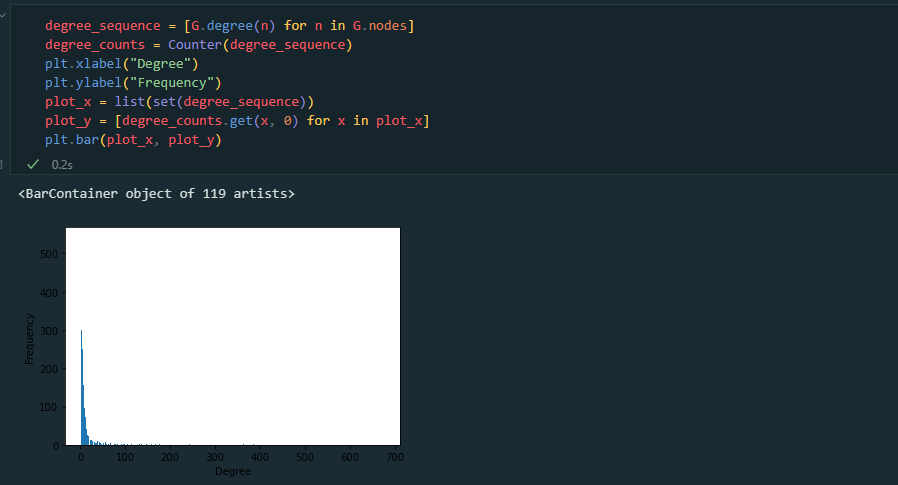 degree_sequence = [G.degree(n) for n in G.nodes]
degree_counts = Counter(degree_sequence)
plt.xlabel("Degree")
plt.ylabel("Frequency")
plot_x = list(set(degree_sequence))
plot_y = [degree_counts.get(x, 0) for x in plot_x]
plt.bar(plot_x, plot_y)
0.2s
<BarContainer object of 119 artists>
500
400
300
200
100
0
Frequency
0 100 200 300 400 500 600 700
Degree